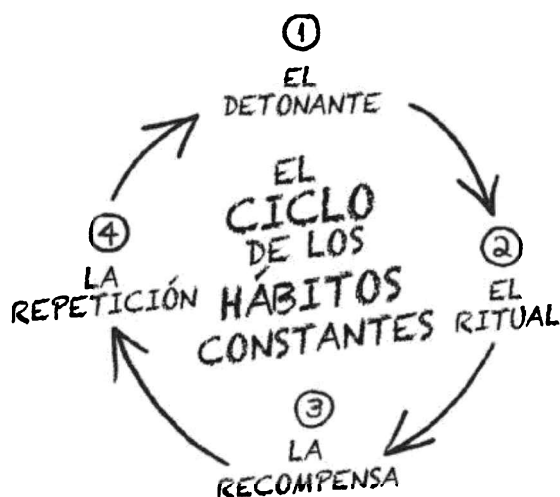 1
EL
DETONANTE
EL
CICLO
DE LOS
HÁBITOS
CONSTANTES
2
EL
RITUAL
3
LA
RECOMPENSA
4
LA
REPETICIÓN